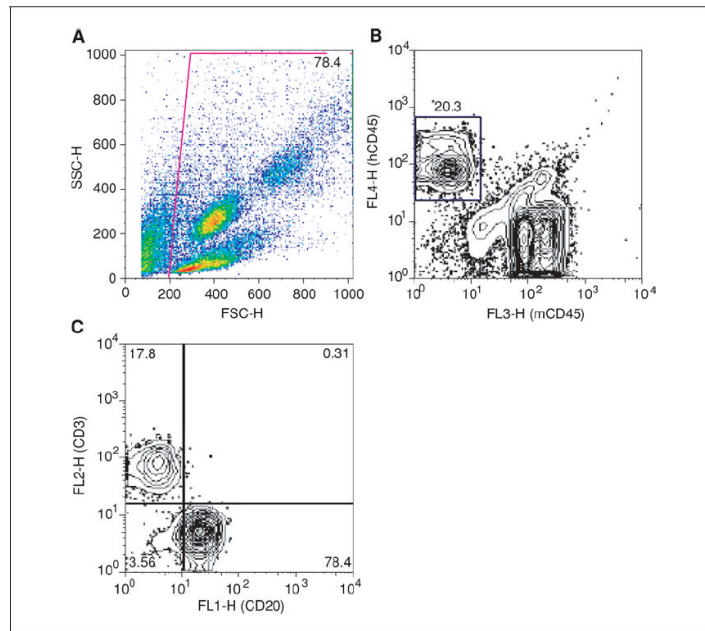 A
1000
800
600
400
200
0
SSC-H
78.4
0 200 400 600 800 1000
FSC-H
B
10⁴
10³
10²
10¹
10⁰
FL4-H (hCD45)
20.3
10⁰ 10¹ 10² 10³ 10⁴
FL3-H (mCD45)
C
10⁴
10³
10²
10¹
10⁰
FL2-H (CD3)
17.8 0.31
3.56 78.4
10⁰ 10¹ 10² 10³ 10⁴
FL1-H (CD20)